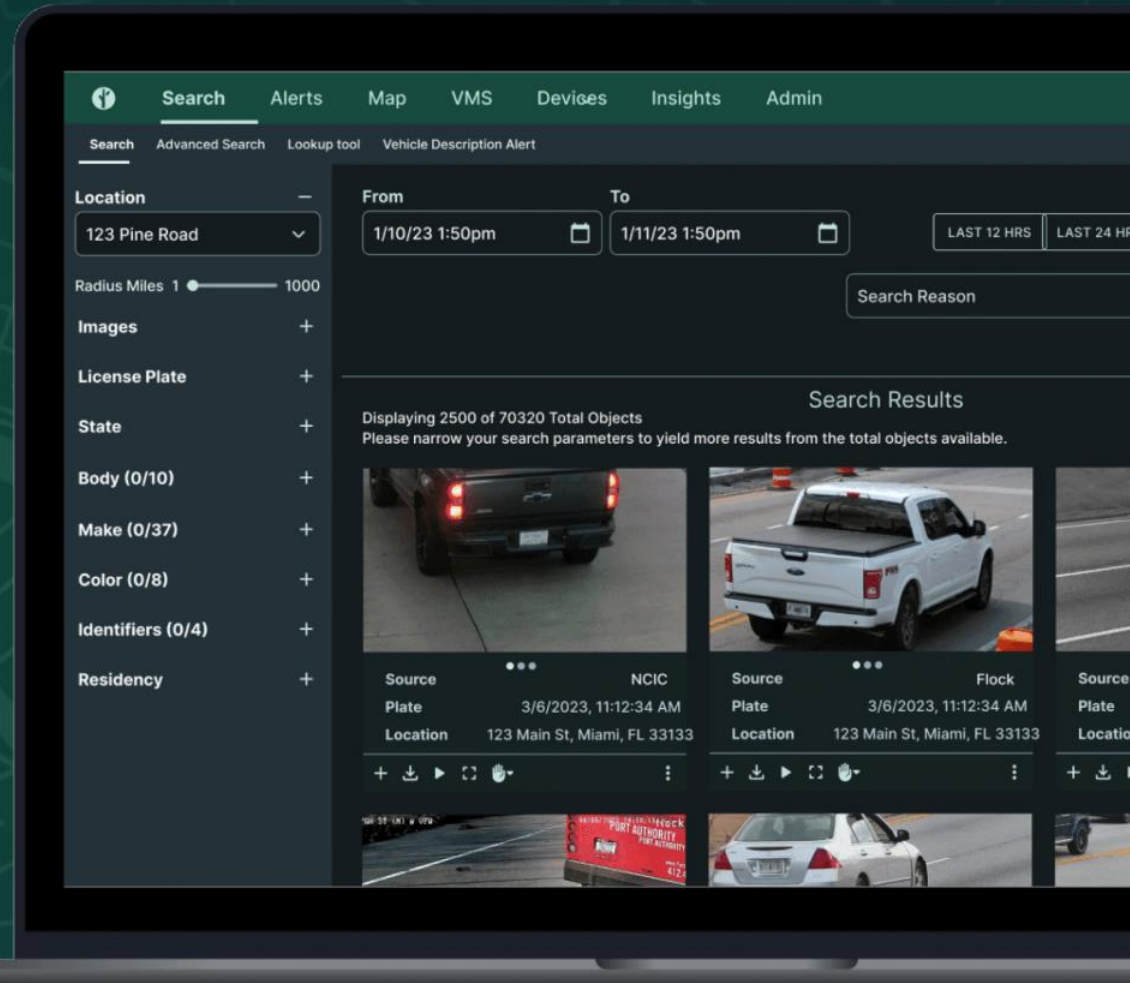 Search Alerts Map VMS Devices Insights Admin
Search Advanced Search Lookup tool Vehicle Description Alert
Location −
123 Pine Road
Radius Miles 1 1000
Images +
License Plate +
State +
Body (0/10) +
Make (0/37) +
Color (0/8) +
Identifiers (0/4) +
Residency +
From To
1/10/23 1:50pm 1/11/23 1:50pm LAST 12 HRS LAST 24
Search Reason
Search Results
Displaying 2500 of 70320 Total Objects
Please narrow your search parameters to yield more results from the total objects available.
Source NCIC Source Flock Source
Plate 3/6/2023, 11:12:34 AM Plate 3/6/2023, 11:12:34 AM Plate
Location 123 Main St, Miami, FL 33133 Location 123 Main St, Miami, FL 33133
PORT AUTHORITY
PORT AUTHORITY
412